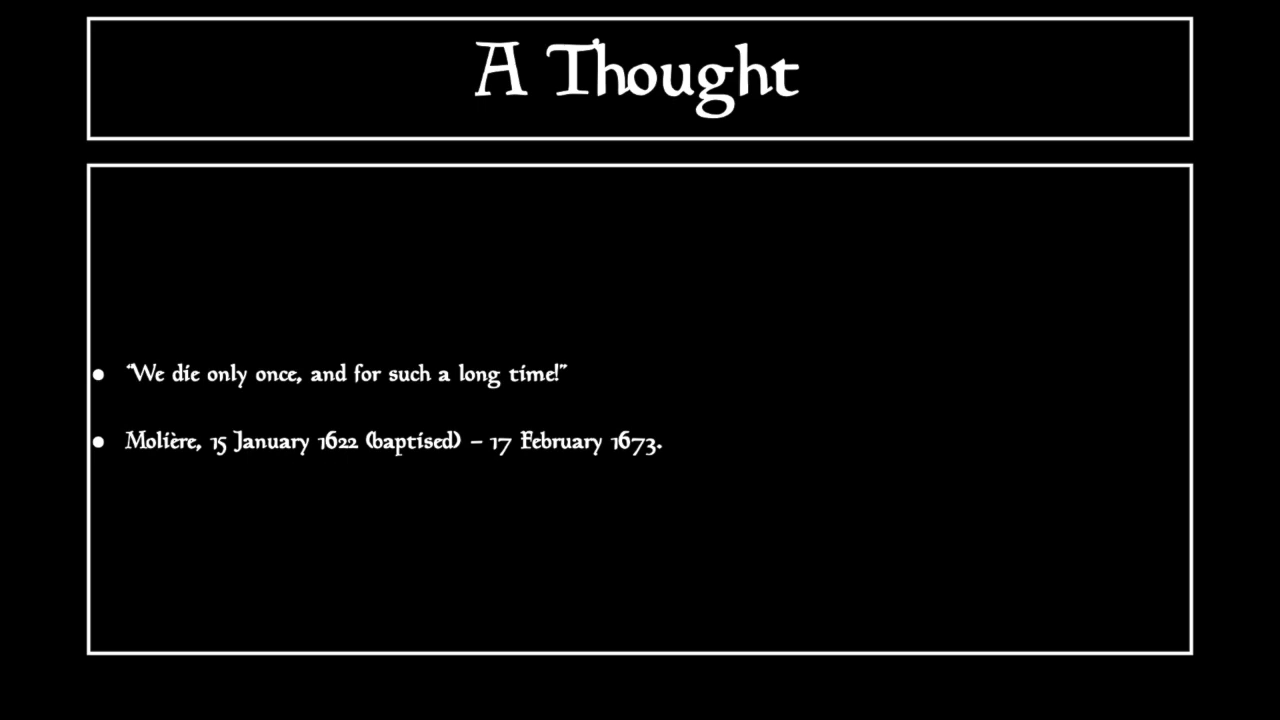 A Thought
• “We die only once, and for such a long time!”
• Molière, 15 January 1622 (baptised) – 17 February 1673.